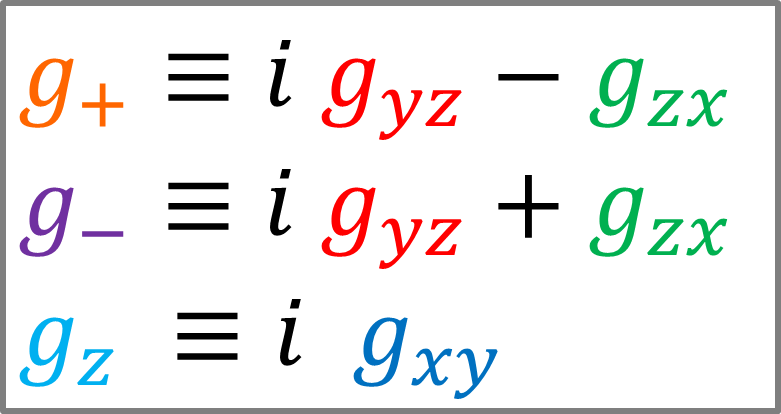 g₊ ≡ i g_yz − g_zx
g₋ ≡ i g_yz + g_zx
g_z ≡ i g_xy